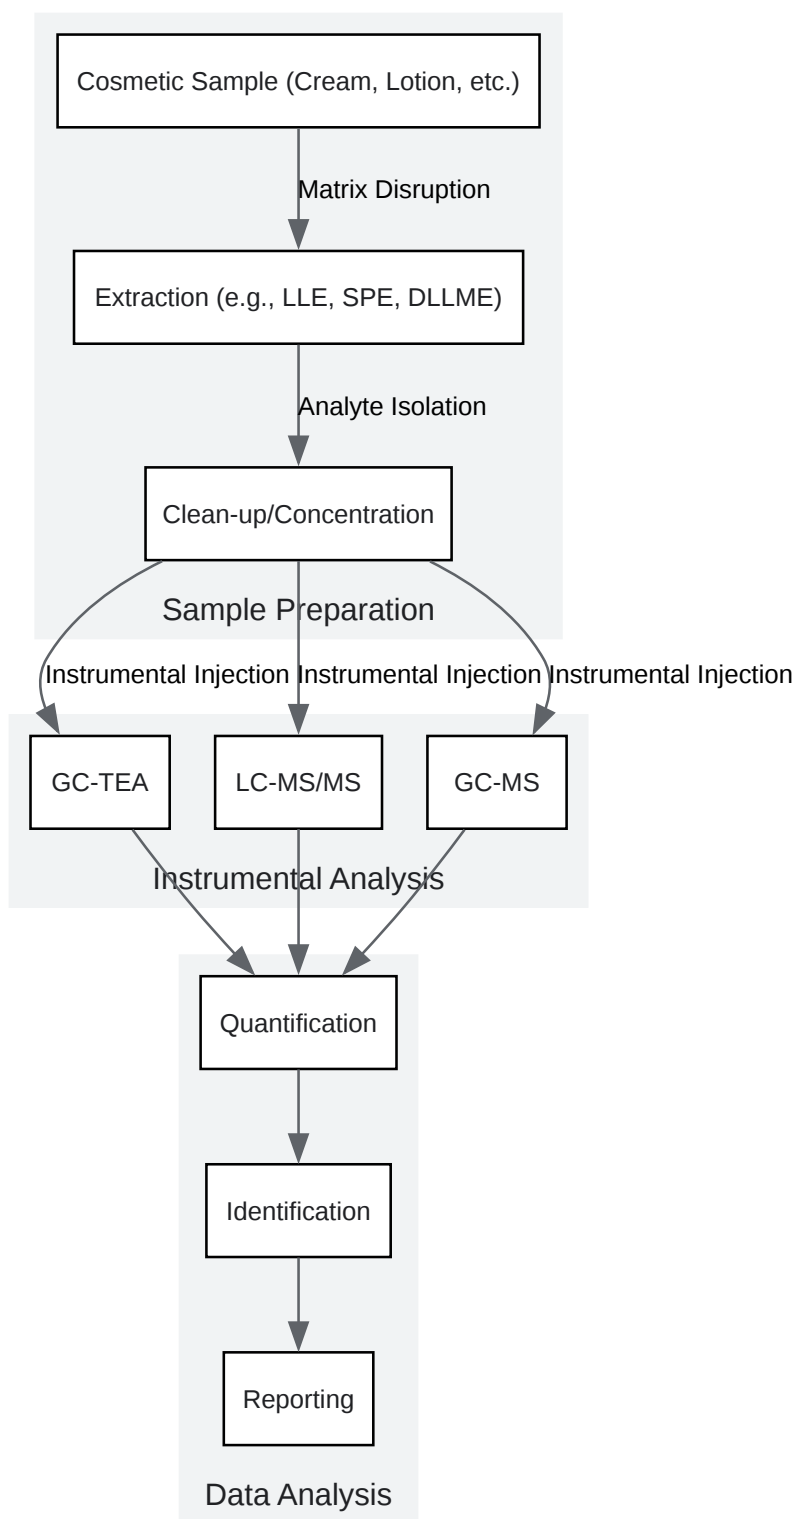 Cosmetic Sample (Cream, Lotion, etc.)
Matrix Disruption
Extraction (e.g., LLE, SPE, DLLME)
Analyte Isolation
Clean-up/Concentration
Sample Preparation
Instrumental Injection Instrumental Injection Instrumental Injection
GC-TEA LC-MS/MS GC-MS
Instrumental Analysis
Quantification
Identification
Reporting
Data Analysis